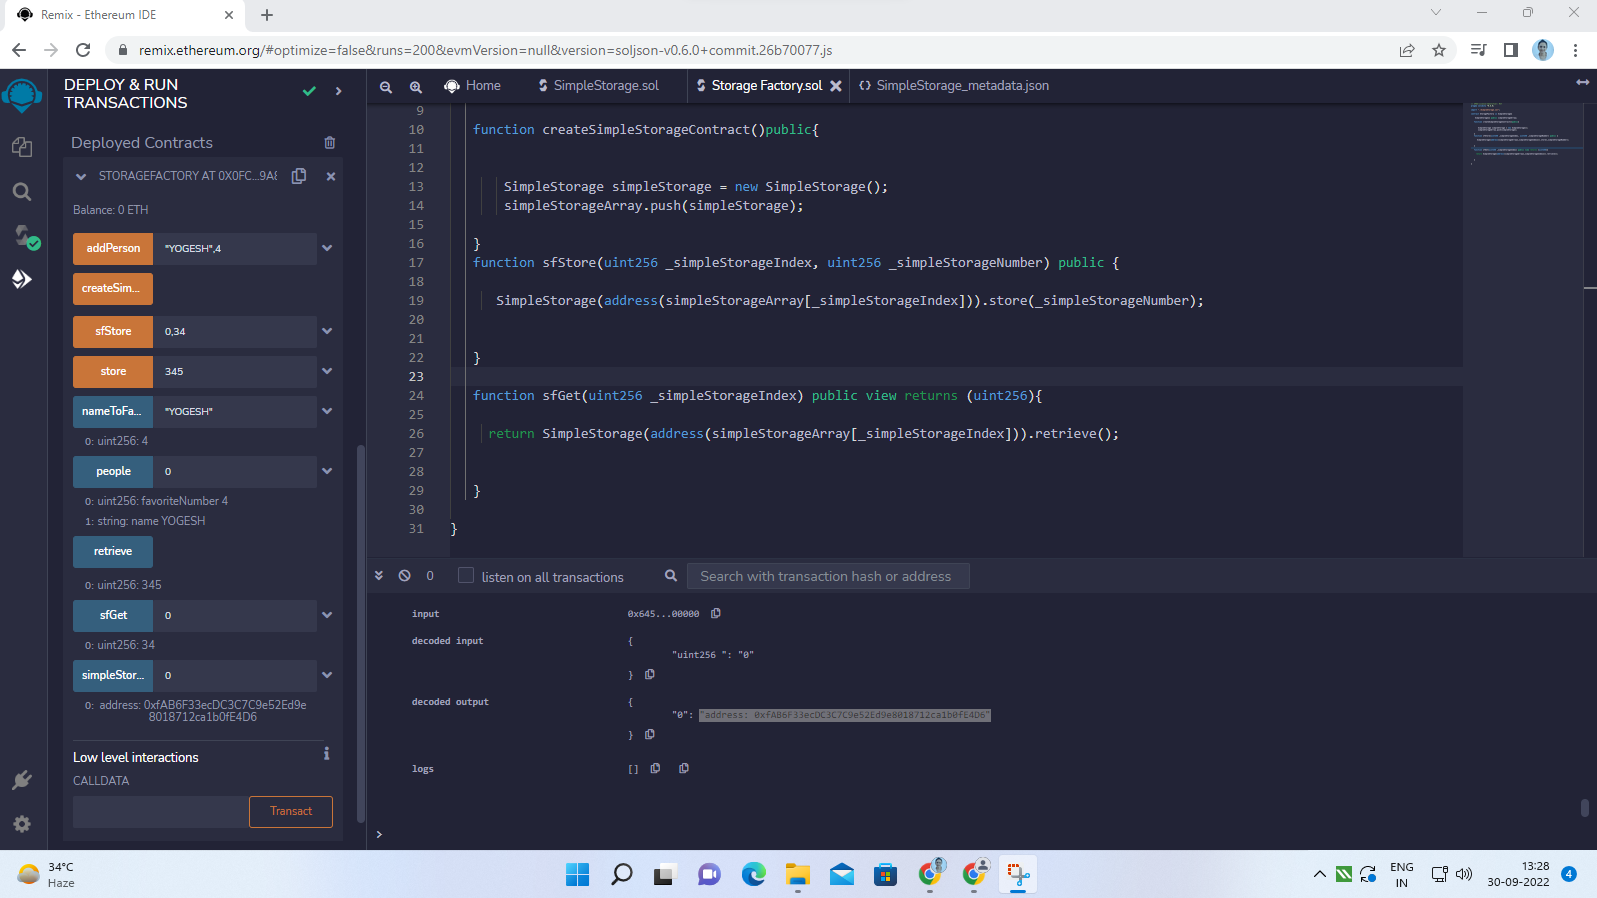 Remix - Ethereum IDE
remix.ethereum.org/#optimize=false&runs=200&evmVersion=null&version=soljson-v0.6.0+commit.26b70077.js
DEPLOY & RUN
TRANSACTIONS
Deployed Contracts
STORAGEFACTORY AT 0X0FC...9A8
Balance: 0 ETH
addPerson "YOGESH",4
createSim...
sfStore 0,34
store 345
nameToFa... "YOGESH"
0: uint256: 4
people 0
0: uint256: favoriteNumber 4
1: string: name YOGESH
retrieve
0: uint256: 345
sfGet 0
0: uint256: 34
simpleStor... 0
0: address: 0xfAB6F33ecDC3C7C9e52Ed9e
8018712ca1b0fE4D6
Low level interactions
CALLDATA
Transact
Home SimpleStorage.sol Storage Factory.sol SimpleStorage_metadata.json
9
10 function createSimpleStorageContract()public{
11
12
13 SimpleStorage simpleStorage = new SimpleStorage();
14 simpleStorageArray.push(simpleStorage);
15
16 }
17 function sfStore(uint256 _simpleStorageIndex, uint256 _simpleStorageNumber) public {
18
19 SimpleStorage(address(simpleStorageArray[_simpleStorageIndex])).store(_simpleStorageNumber);
20
21
22 }
23
24 function sfGet(uint256 _simpleStorageIndex) public view returns (uint256){
25
26 return SimpleStorage(address(simpleStorageArray[_simpleStorageIndex])).retrieve();
27
28
29 }
30
31 }
0 listen on all transactions Search with transaction hash or address
input 0x645...00000
decoded input {
"uint256 ": "0"
}
decoded output {
"0": "address: 0xfAB6F33ecDC3C7C9e52Ed9e8018712ca1b0fE4D6"
}
logs []
>
34°C
Haze
ENG
IN
13:28
30-09-2022
4